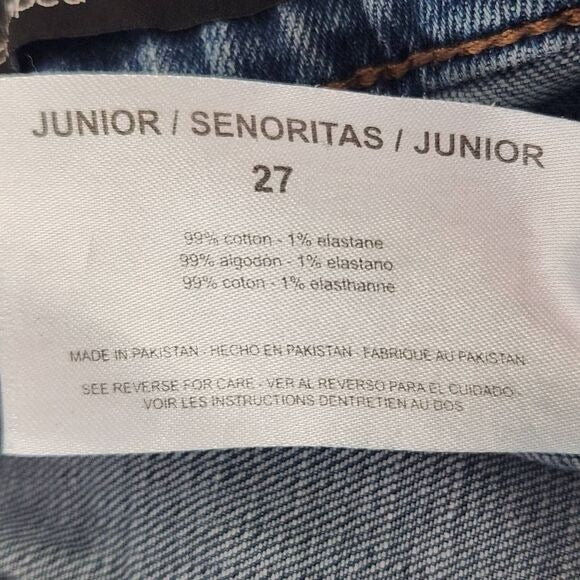 JUNIOR / SENORITAS / JUNIOR
27
99% cotton - 1% elastane
99% algodon - 1% elastano
99% coton - 1% elasthanne
MADE IN PAKISTAN - HECHO EN PAKISTAN - FABRIQUE AU PAKISTAN
SEE REVERSE FOR CARE - VER AL REVERSO PARA EL CUIDADO -
VOIR LES INSTRUCTIONS DENTRETIEN AU DOS